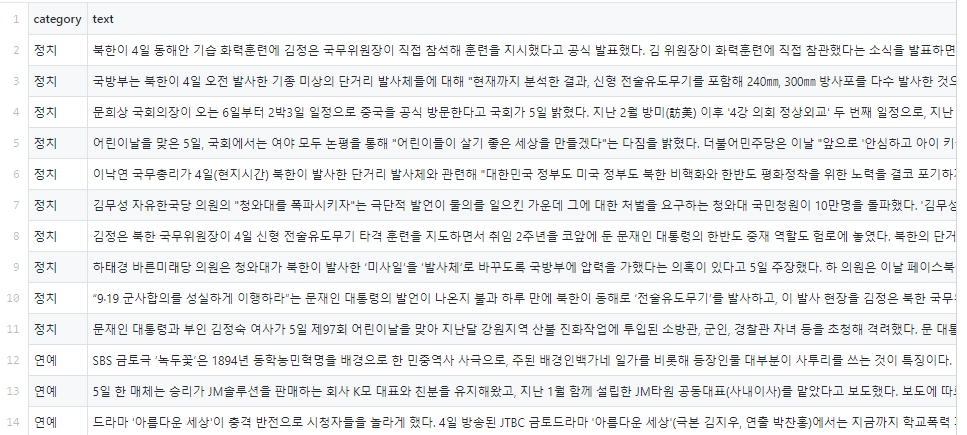 1 category text
2 정치 북한이 4일 동해안 기습 화력훈련에 김정은 국무위원장이 직접 참석해 훈련을 지시했다고 공식 발표했다. 김 위원장이 화력훈련에 직접 참관했다는 소식을 발표하면
3 정치 국방부는 북한이 4일 오전 발사한 기종 미상의 단거리 발사체들에 대해 "현재까지 분석한 결과, 신형 전술유도무기를 포함해 240㎜, 300㎜ 방사포를 다수 발사한 것으
4 정치 문희상 국회의장이 오는 6일부터 2박3일 일정으로 중국을 공식 방문한다고 국회가 5일 밝혔다. 지난 2월 방미(訪美) 이후 '4강 의회 정상외교' 두 번째 일정으로, 지난
5 정치 어린이날을 맞은 5일, 국회에서는 여야 모두 논평을 통해 "어린이들이 살기 좋은 세상을 만들겠다"는 다짐을 밝혔다. 더불어민주당은 이날 "앞으로 '안심하고 아이 키
6 정치 이낙연 국무총리가 4일(현지시간) 북한이 발사한 단거리 발사체와 관련해 "대한민국 정부도 미국 정부도 북한 비핵화와 한반도 평화정착을 위한 노력을 결코 포기하지
7 정치 김무성 자유한국당 의원의 "청와대를 폭파시키자"는 극단적 발언이 물의를 일으킨 가운데 그에 대한 처벌을 요구하는 청와대 국민청원이 10만명을 돌파했다. '김무성
8 정치 김정은 북한 국무위원장이 4일 신형 전술유도무기 타격 훈련을 지도하면서 취임 2주년을 코앞에 둔 문재인 대통령의 한반도 중재 역할도 험로에 놓였다. 북한의 단거
9 정치 하태경 바른미래당 의원은 청와대가 북한이 발사한 '미사일'을 '발사체'로 바꾸도록 국방부에 압력을 가했다는 의혹이 있다고 5일 주장했다. 하 의원은 이날 페이스북
10 정치 "9·19 군사합의를 성실하게 이행하라"는 문재인 대통령의 발언이 나온지 불과 하루 만에 북한이 동해로 '전술유도무기'를 발사하고, 이 발사 현장을 김정은 북한 국무위
11 정치 문재인 대통령과 부인 김정숙 여사가 5일 제97회 어린이날을 맞아 지난달 강원지역 산불 진화작업에 투입된 소방관, 군인, 경찰관 자녀 등을 초청해 격려했다. 문 대통
12 연예 SBS 금토극 '녹두꽃'은 1894년 동학농민혁명을 배경으로 한 민중역사 사극으로, 주된 배경인백가네 일가를 비롯해 등장인물 대부분이 사투리를 쓰는 것이 특징이다.
13 연예 5일 한 매체는 승리가 JM솔루션을 판매하는 회사 K모 대표와 친분을 유지해왔고, 지난 1월 함께 설립한 JM타원 공동대표(사내이사)를 맡았다고 보도했다. 보도에 따르
14 연예 드라마 '아름다운 세상'이 충격 반전으로 시청자들을 놀라게 했다. 4일 방송된 JTBC 금토드라마 '아름다운 세상'(극본 김지우, 연출 박찬홍)에서는 지금까지 학교폭력